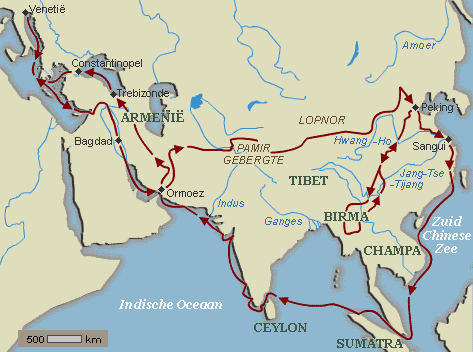 Venetië
Amoer
Constantinopel
Trebizonde
ARMENIË
LOPNOR
Peking
Hwang-Ho
Sangui
Bagdad
PAMIR
GEBERGTE
Jang-Tse
-Tijang
TIBET
Ormoez
Indus
Ganges
BIRMA
Zuid
Chinese
Zee
CHAMPA
Indische Oceaan
CEYLON
SUMATRA
500 km